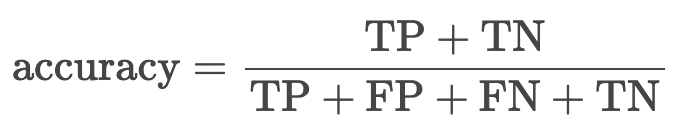 accuracy = TP + TN / TP + FP + FN + TN